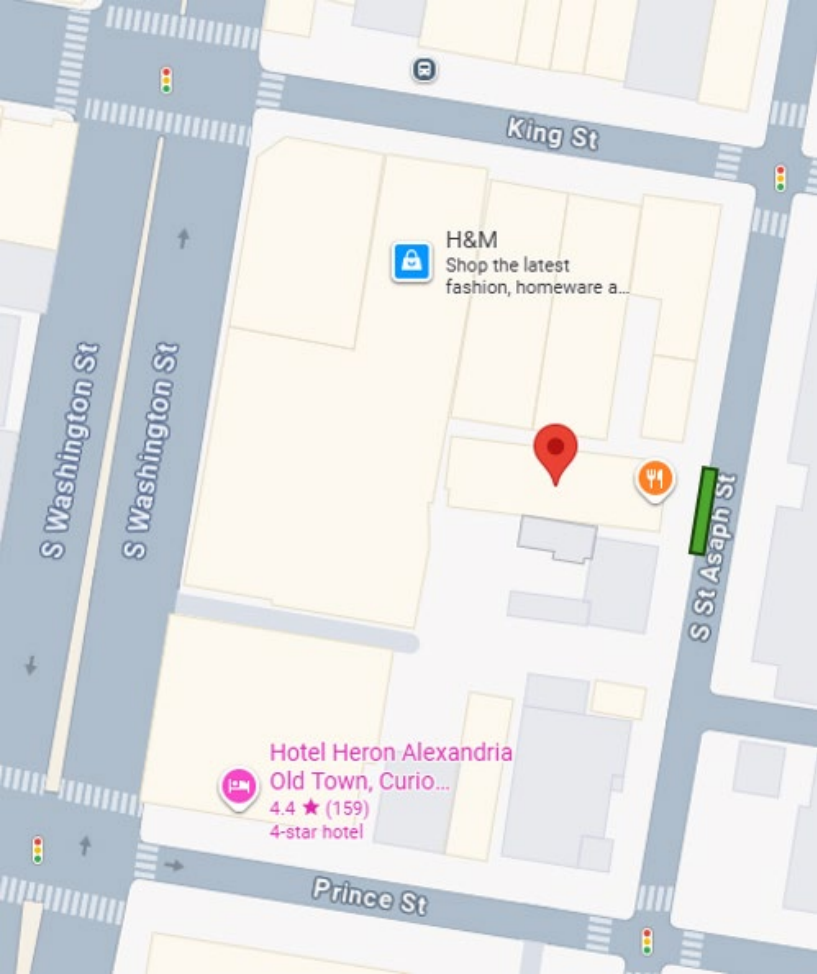 King St
H&M
Shop the latest
fashion, homeware a...
S Washington St
S Washington St
S St Asaph St
Hotel Heron Alexandria
Old Town, Curio...
4.4 ★ (159)
4-star hotel
Prince St